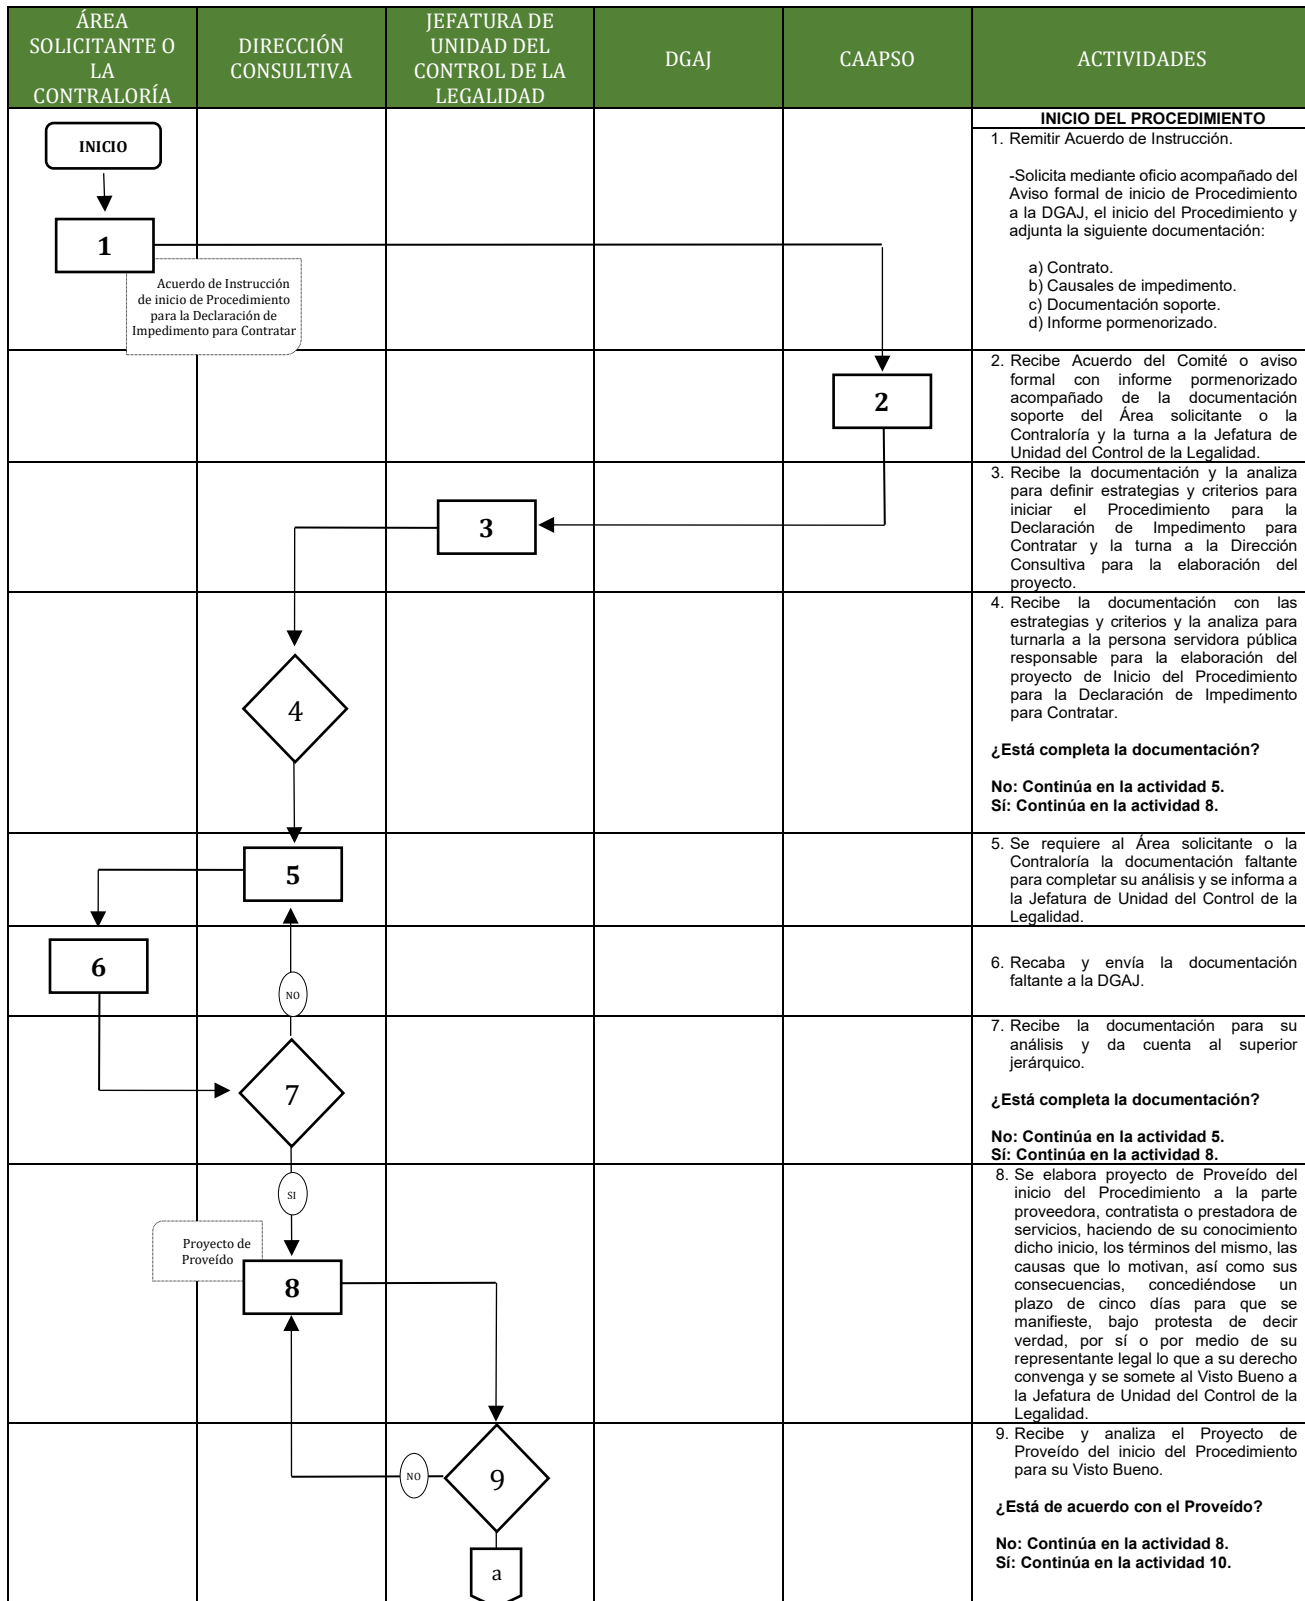 ÁREA
SOLICITANTE O
LA
CONTRALORÍA
DIRECCIÓN
CONSULTIVA
JEFATURA DE
UNIDAD DEL
CONTROL DE LA
LEGALIDAD
DGAJ
CAAPSO
ACTIVIDADES
INICIO
1
Acuerdo de Instrucción
de inicio de Procedimiento
para la Declaración de
Impedimento para Contratar
INICIO DEL PROCEDIMIENTO
1. Remitir Acuerdo de Instrucción.
-Solicita mediante oficio acompañado del
Aviso formal de inicio de Procedimiento
a la DGAJ, el inicio del Procedimiento y
adjunta la siguiente documentación:
a) Contrato.
b) Causales de impedimento.
c) Documentación soporte.
d) Informe pormenorizado.
2
2. Recibe Acuerdo del Comité o aviso
formal con informe pormenorizado
acompañado de la documentación
soporte del Área solicitante o la
Contraloría y la turna a la Jefatura de
Unidad del Control de la Legalidad.
3
3. Recibe la documentación y la analiza
para definir estrategias y criterios para
iniciar el Procedimiento para la
Declaración de Impedimento para
Contratar y la turna a la Dirección
Consultiva para la elaboración del
proyecto.
4
4. Recibe la documentación con las
estrategias y criterios y la analiza para
turnarla a la persona servidora pública
responsable para la elaboración del
proyecto de Inicio del Procedimiento
para la Declaración de Impedimento
para Contratar.
¿Está completa la documentación?
No: Continúa en la actividad 5.
Sí: Continúa en la actividad 8.
5
5. Se requiere al Área solicitante o la
Contraloría la documentación faltante
para completar su análisis y se informa a
la Jefatura de Unidad del Control de la
Legalidad.
6
NO
6. Recaba y envía la documentación
faltante a la DGAJ.
7
7. Recibe la documentación para su
análisis y da cuenta al superior
jerárquico.
¿Está completa la documentación?
No: Continúa en la actividad 5.
Sí: Continúa en la actividad 8.
SI
Proyecto de
Proveído
8
8. Se elabora proyecto de Proveído del
inicio del Procedimiento a la parte
proveedora, contratista o prestadora de
servicios, haciendo de su conocimiento
dicho inicio, los términos del mismo, las
causas que lo motivan, así como sus
consecuencias, concediéndose un
plazo de cinco días para que se
manifieste, bajo protesta de decir
verdad, por sí o por medio de su
representante legal lo que a su derecho
convenga y se somete al Visto Bueno a
la Jefatura de Unidad del Control de la
Legalidad.
NO
9
a
9. Recibe y analiza el Proyecto de
Proveído del inicio del Procedimiento
para su Visto Bueno.
¿Está de acuerdo con el Proveído?
No: Continúa en la actividad 8.
Sí: Continúa en la actividad 10.